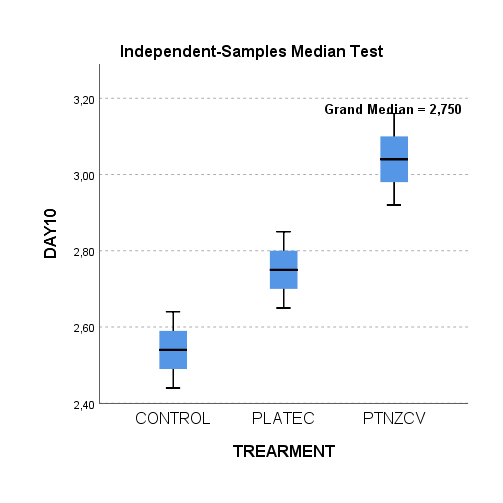 Independent-Samples Median Test
Grand Median = 2,750
3,20
3,00
2,80
2,60
2,40
DAY10
CONTROL PLATEC PTNZCV
TREARMENT